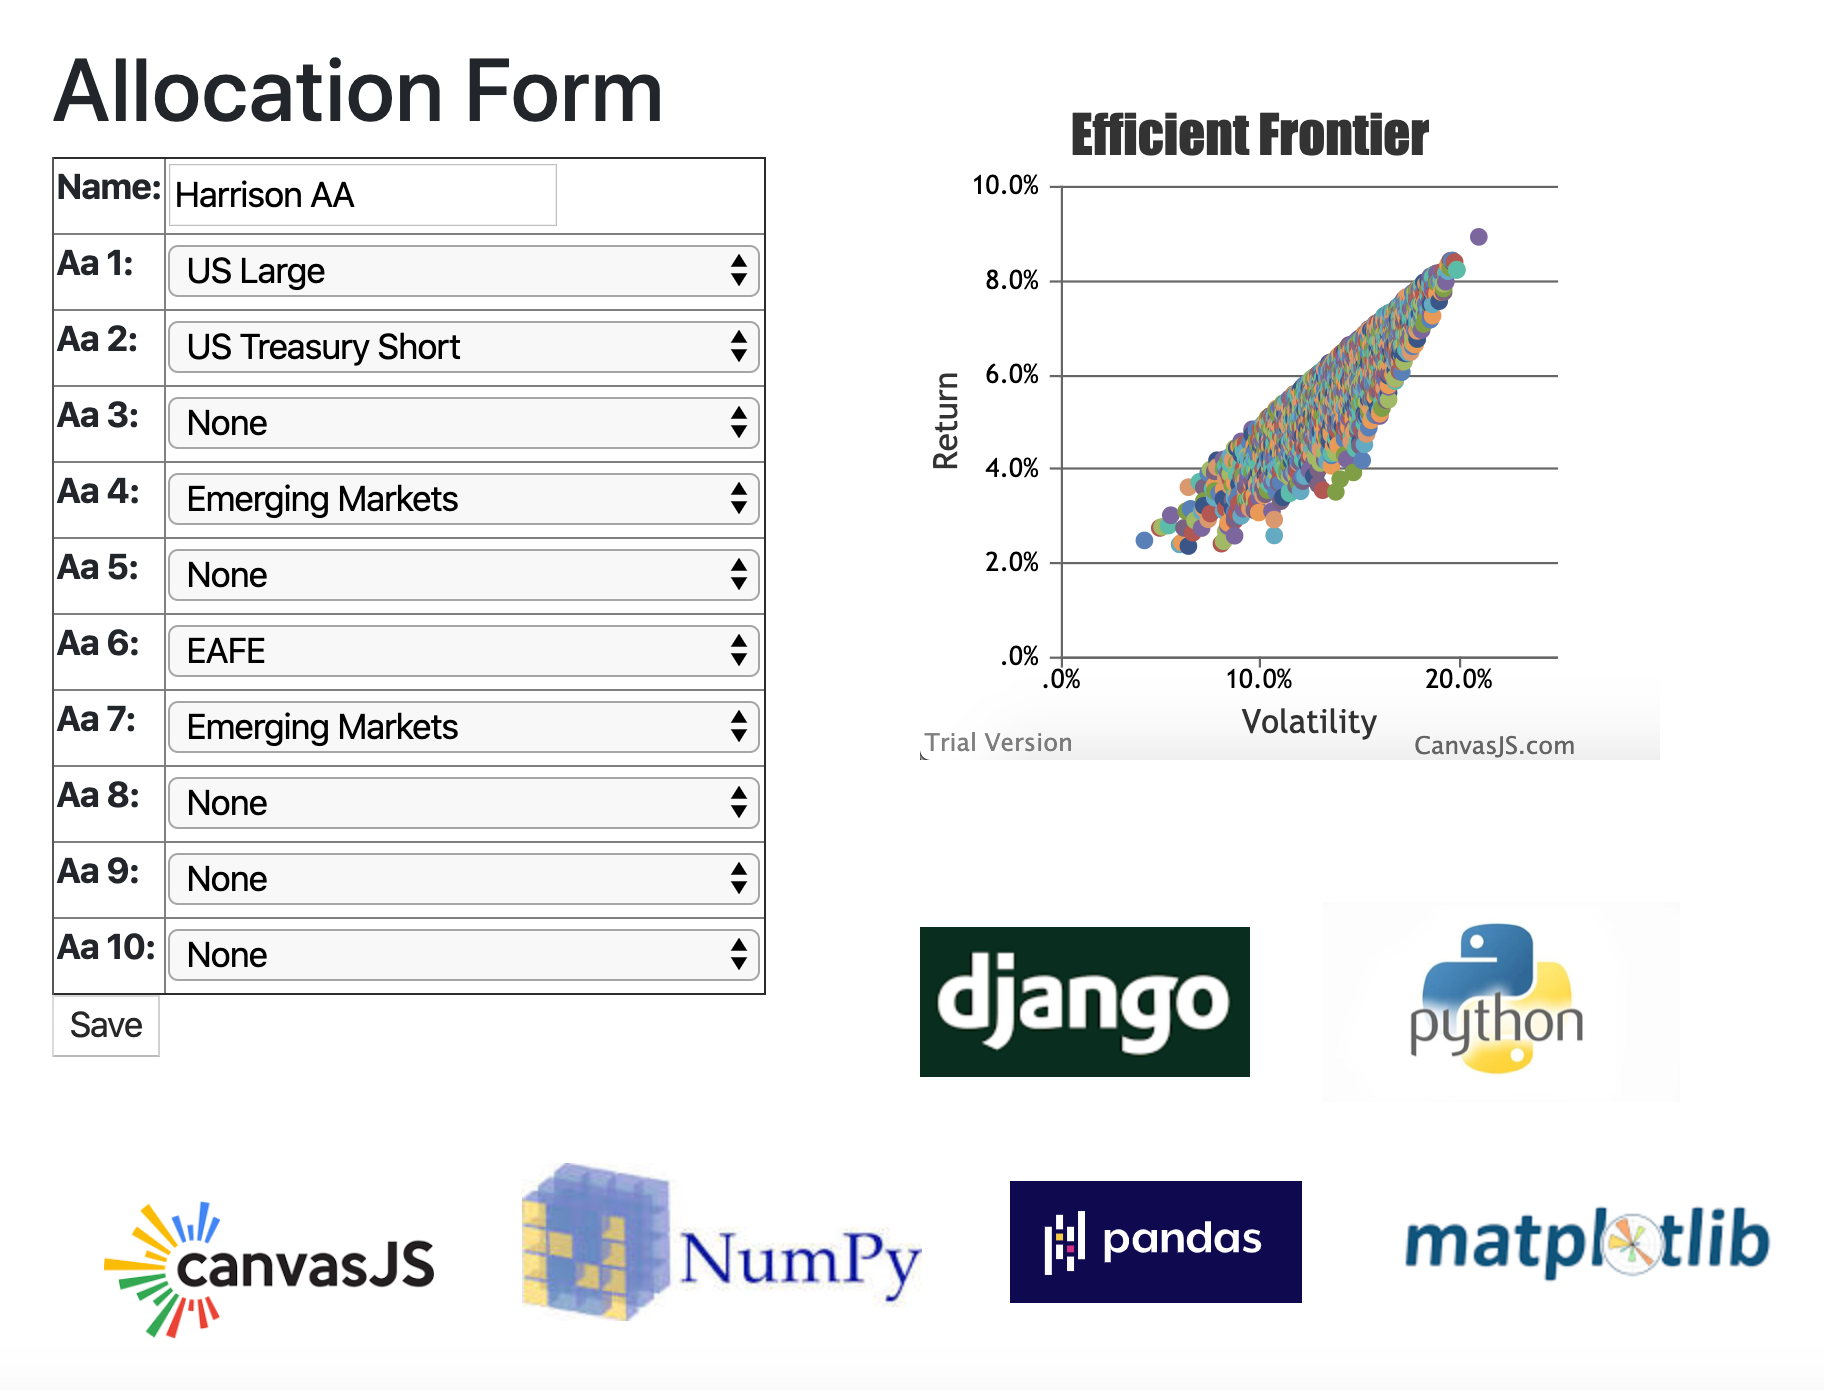 Allocation Form
Name: Harrison AA
Aa 1: US Large
Aa 2: US Treasury Short
Aa 3: None
Aa 4: Emerging Markets
Aa 5: None
Aa 6: EAFE
Aa 7: Emerging Markets
Aa 8: None
Aa 9: None
Aa 10: None
Save
Efficient Frontier
10.0%
8.0%
6.0%
4.0%
2.0%
.0%
Return
.0% 10.0% 20.0%
Volatility
Trial Version CanvasJS.com
django
python
canvasJS
NumPy
pandas
matplotlib